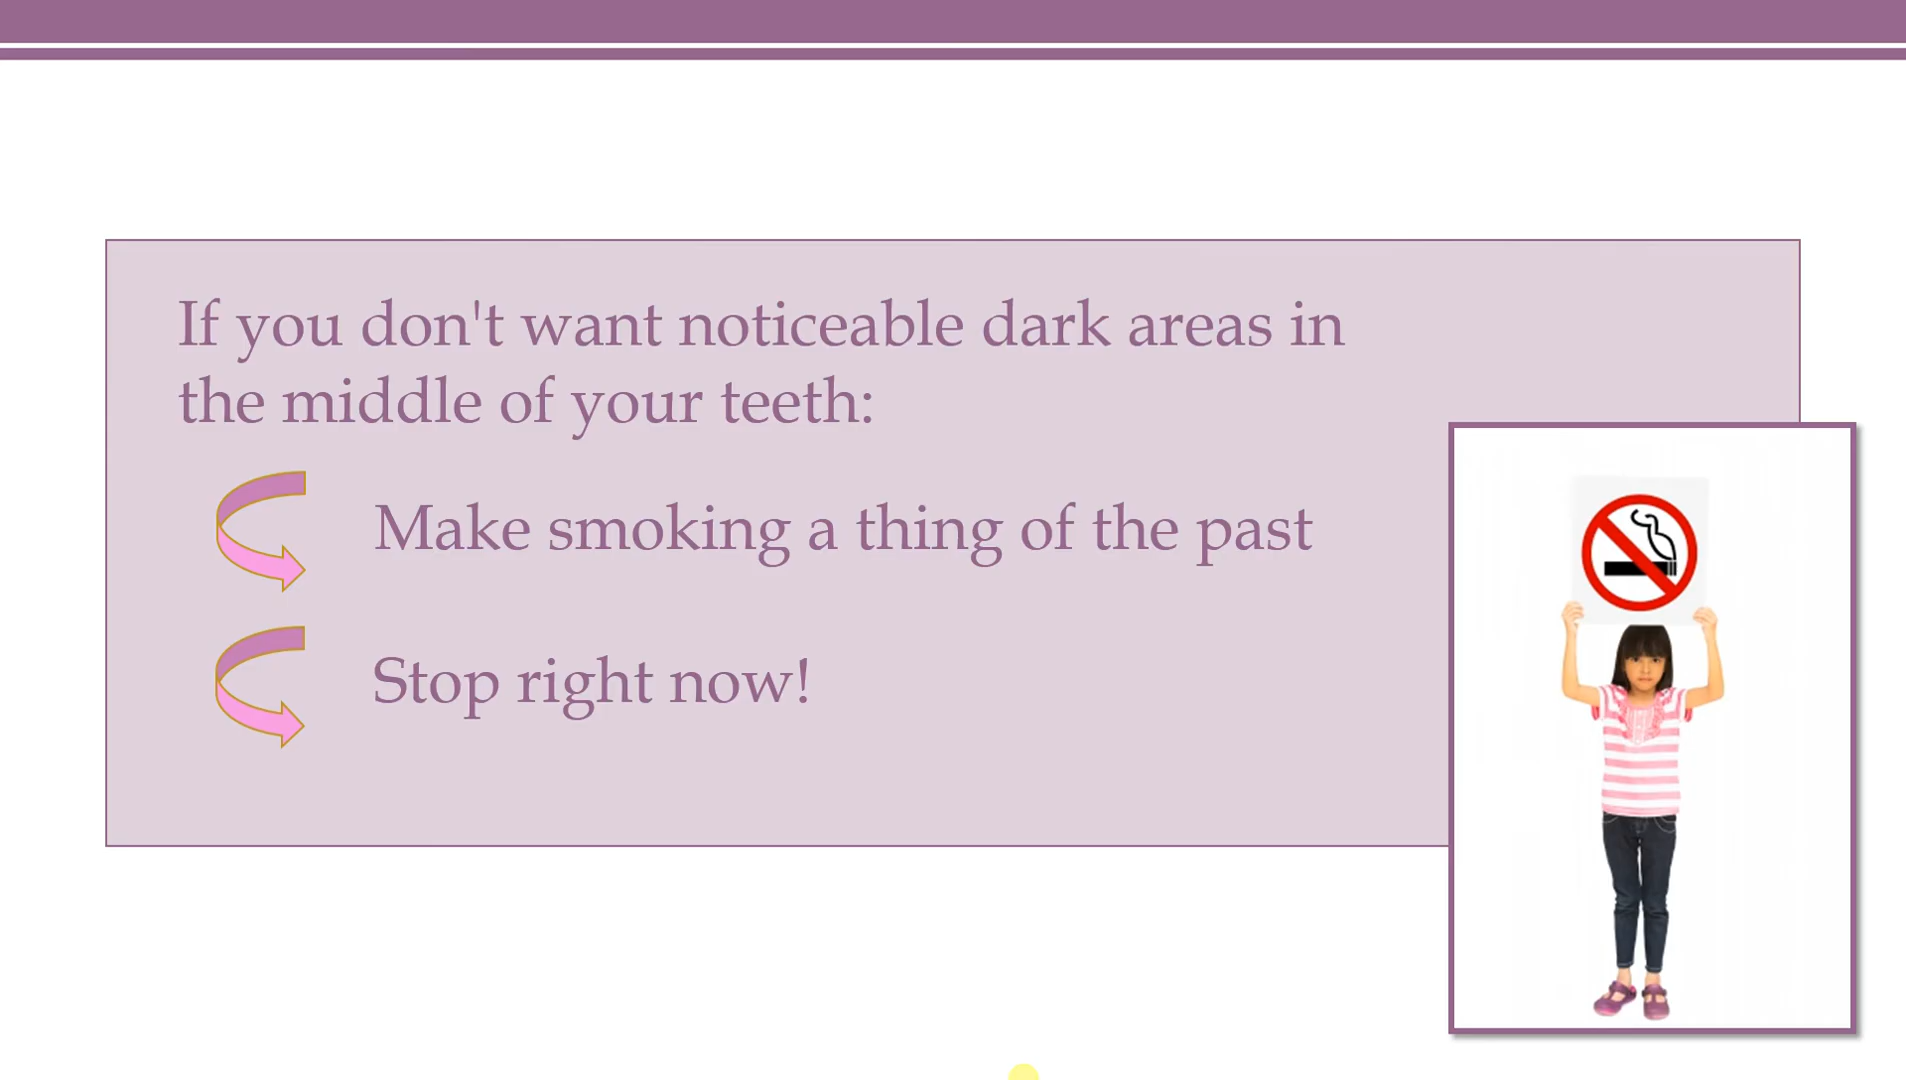 If you don't want noticeable dark areas in
the middle of your teeth:
Make smoking a thing of the past
Stop right now!